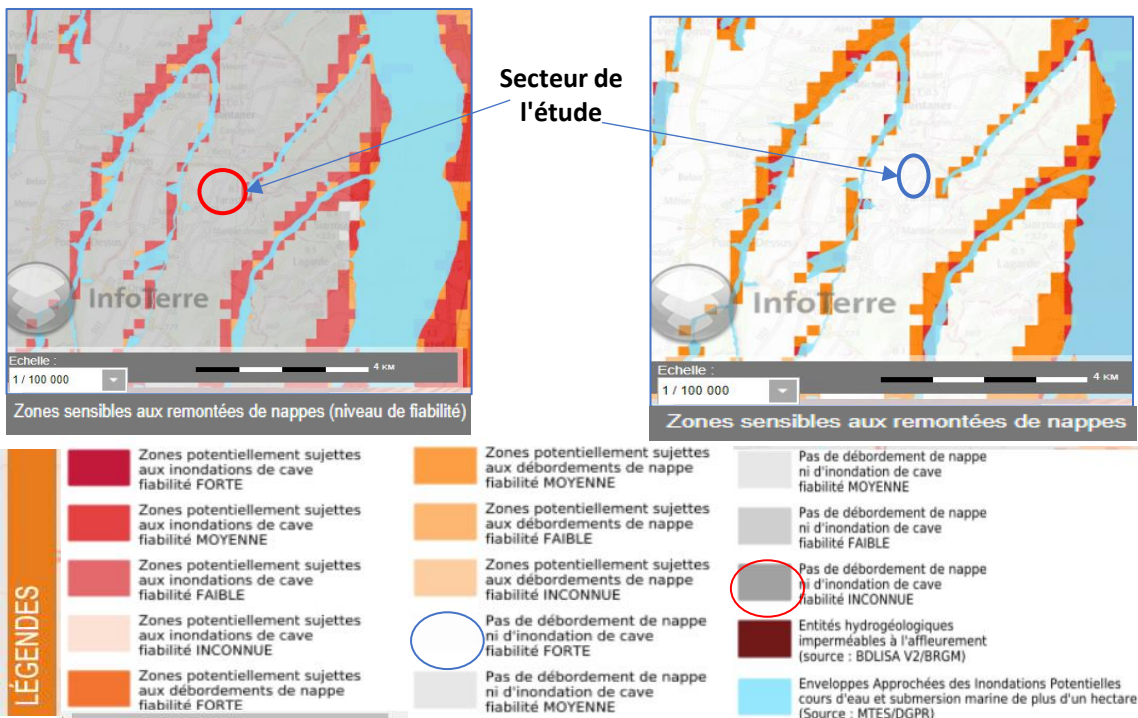 Secteur de
l'étude
InfoTerre
Echelle :
1 / 100 000
4 KM
Zones sensibles aux remontées de nappes (niveau de fiabilité)
InfoTerre
Echelle :
1 / 100 000
4 KM
Zones sensibles aux remontées de nappes
LÉGENDES
Zones potentiellement sujettes
aux inondations de cave
fiabilité FORTE
Zones potentiellement sujettes
aux inondations de cave
fiabilité MOYENNE
Zones potentiellement sujettes
aux inondations de cave
fiabilité FAIBLE
Zones potentiellement sujettes
aux inondations de cave
fiabilité INCONNUE
Zones potentiellement sujettes
aux débordements de nappe
fiabilité FORTE
Zones potentiellement sujettes
aux débordements de nappe
fiabilité MOYENNE
Zones potentiellement sujettes
aux débordements de nappe
fiabilité FAIBLE
Zones potentiellement sujettes
aux débordements de nappe
fiabilité INCONNUE
Pas de débordement de nappe
ni d'inondation de cave
fiabilité FORTE
Pas de débordement de nappe
ni d'inondation de cave
fiabilité MOYENNE
Pas de débordement de nappe
ni d'inondation de cave
fiabilité MOYENNE
Pas de débordement de nappe
ni d'inondation de cave
fiabilité FAIBLE
Pas de débordement de nappe
ni d'inondation de cave
fiabilité INCONNUE
Entités hydrogéologiques
imperméables à l'affleurement
(source : BDLISA V2/BRGM)
Enveloppes Approchées des Inondations Potentielles
cours d'eau et submersion marine de plus d'un hectare
(Source : MTES/DGPR)